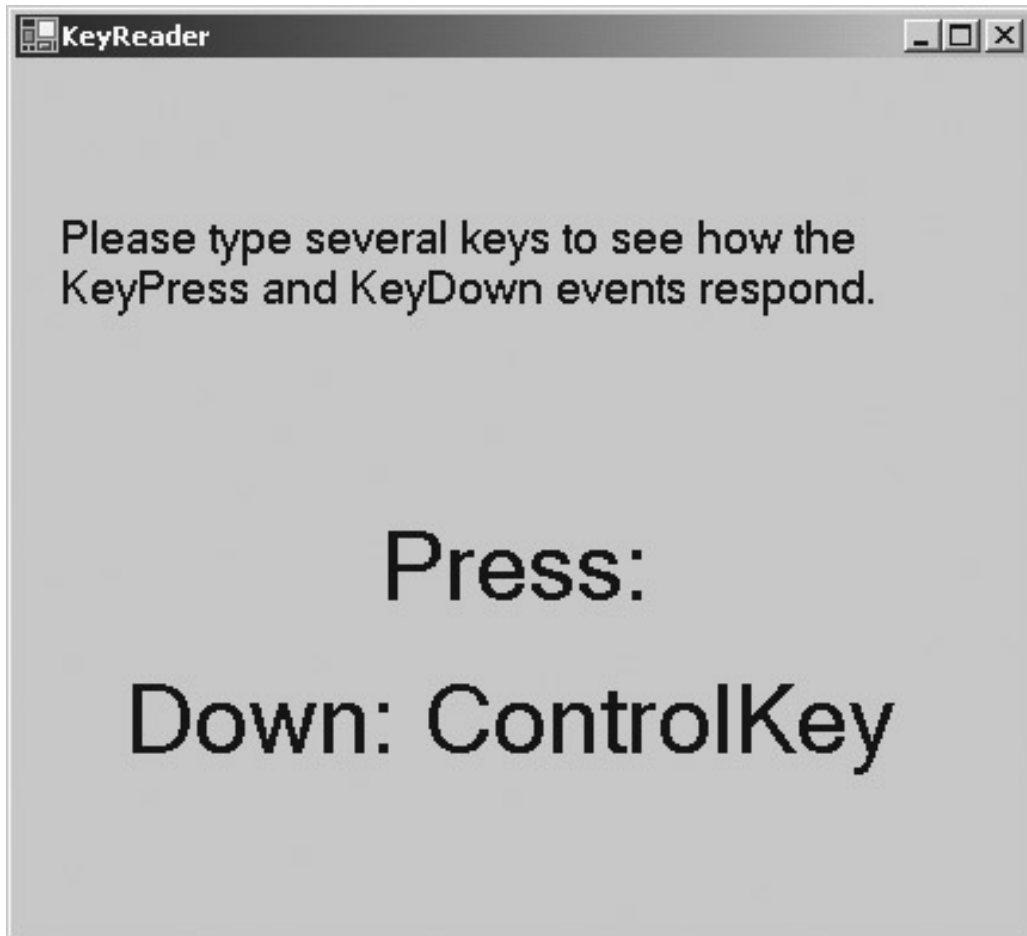 KeyReader
Please type several keys to see how the
KeyPress and KeyDown events respond.
Press:
Down: ControlKey